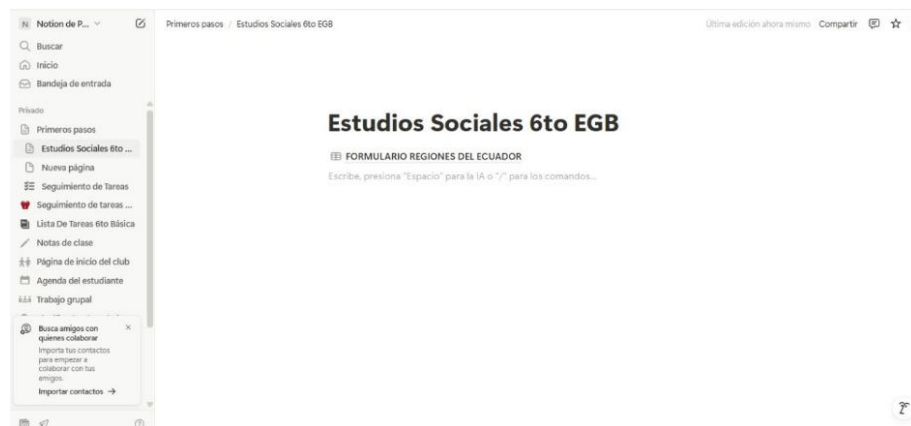 N Notion de P...
Buscar
Inicio
Bandeja de entrada
Privado
Primeros pasos
Estudios Sociales 6to ...
Nueva página
Seguimiento de Tareas
Seguimiento de tareas ...
Lista De Tareas 6to Básica
Notas de clase
Página de inicio del club
Agenda del estudiante
Trabajo grupal
Busca amigos con
quienes colaborar
Importa tus contactos
para empezar a
colaborar con tus
amigos.
Importar contactos →
Primeros pasos / Estudios Sociales 6to EGB
Última edición ahora mismo Compartir
Estudios Sociales 6to EGB
FORMULARIO REGIONES DEL ECUADOR
Escribe, presiona "Espacio" para la IA o "/" para los comandos...